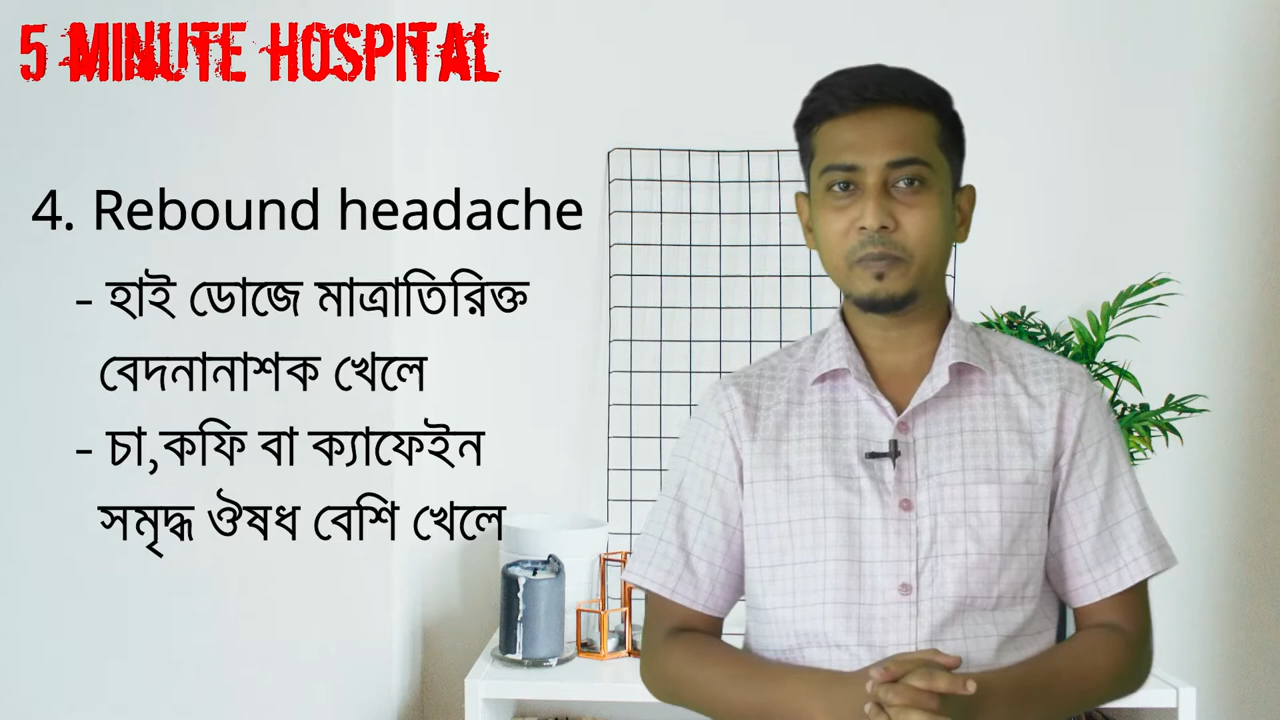 5 MINUTE HOSPITAL
4. Rebound headache
- হাই ডোজে মাত্রাতিরিক্ত
বেদনানাশক খেলে
- চা,কফি বা ক্যাফেইন
সমৃদ্ধ ঔষধ বেশি খেলে